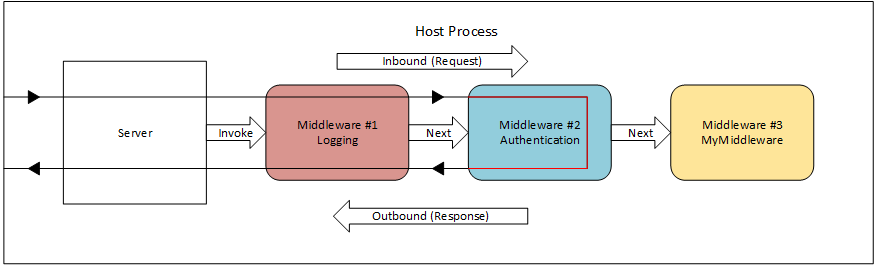 Host Process
Inbound (Request)
Server
Invoke
Middleware #1
Logging
Next
Middleware #2
Authentication
Next
Middleware #3
MyMiddleware
Outbound (Response)